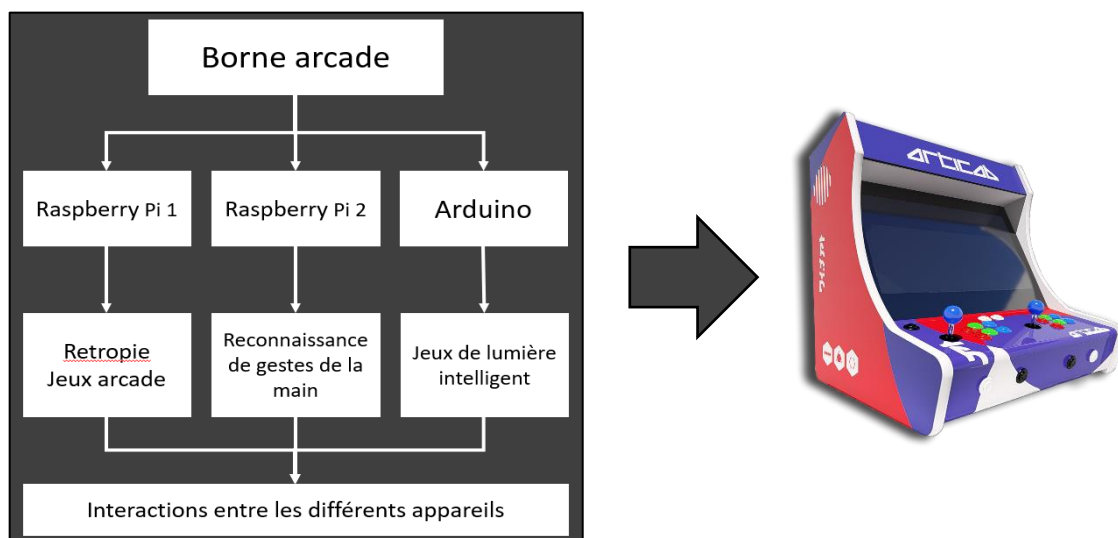 Borne arcade
Raspberry Pi 1
Raspberry Pi 2
Arduino
Retropie
Jeux arcade
Reconnaissance
de gestes de la
main
Jeux de lumière
intelligent
Interactions entre les différents appareils